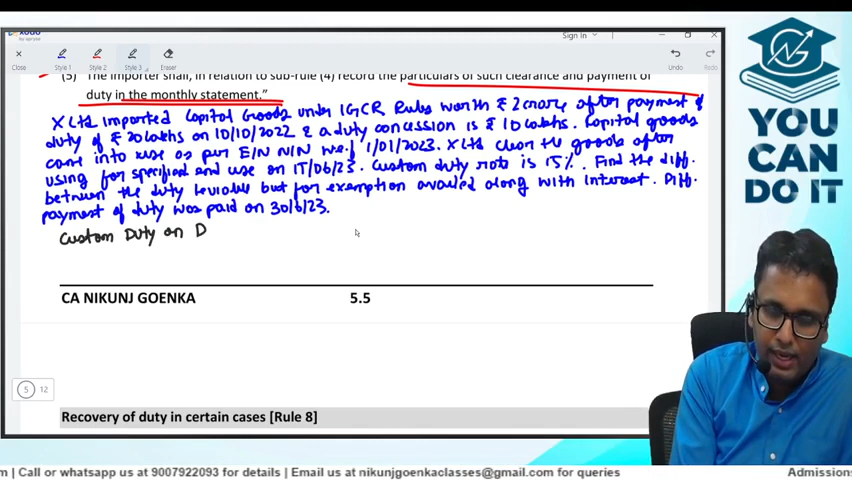 Sign In
Close
Style 1
Style 2
Style 3
Eraser
Undo
Redo
(5) The importer shall, in relation to sub-rule (4) record the particulars of such clearance and payment of
duty in the monthly statement."
X Ltd imported Capital Goods under IGCR Rules worth ₹ 2 crore after payment of
duty of ₹ 20 lakhs on 10/10/2022 & a duty concession is ₹ 10 lakhs. Capital goods
came into use as per E/N N/N w.e.f 1/01/2023. X Ltd clear the goods after
using for specified end use on 15/06/23. Custom duty rate is 15%. Find the diff.
between the duty leviable but for exemption availed along with interest. Diff.
payment of duty was paid on 30/6/23.
Custom Duty on D
CA NIKUNJ GOENKA 5.5
5 12
Recovery of duty in certain cases [Rule 8]
GNG
YOU
CAN
DO IT
m | Call or whatsapp us at 9007922093 for details | Email us at nikunjgoenkaclasses@gmail.com for queries
Admissions